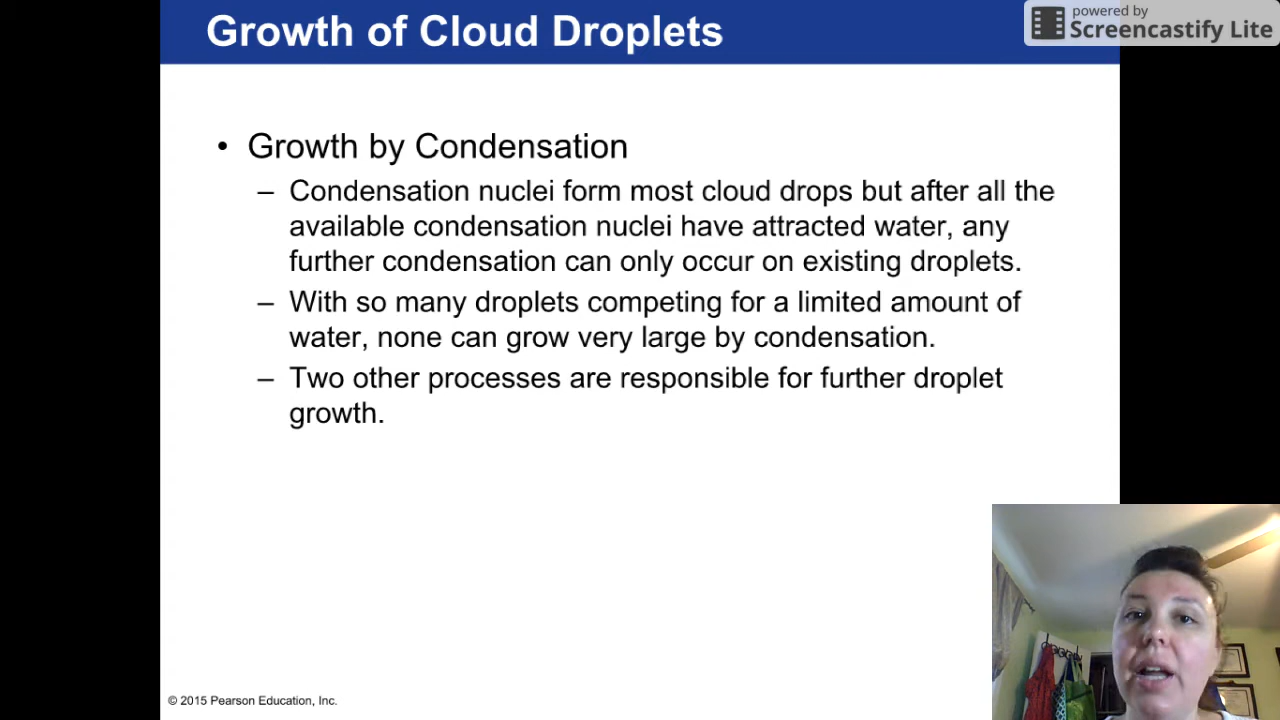 Growth of Cloud Droplets
powered by
Screencastify Lite
• Growth by Condensation
– Condensation nuclei form most cloud drops but after all the
available condensation nuclei have attracted water, any
further condensation can only occur on existing droplets.
– With so many droplets competing for a limited amount of
water, none can grow very large by condensation.
– Two other processes are responsible for further droplet
growth.
© 2015 Pearson Education, Inc.